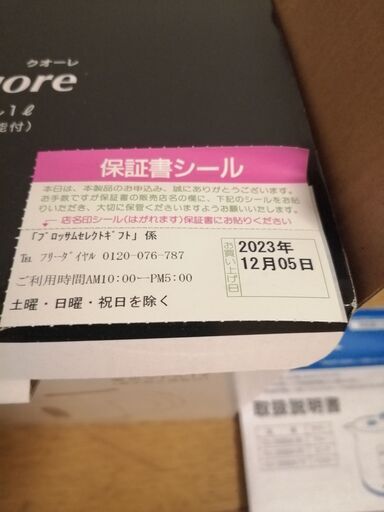 クオーレ
uore
1ℓ
能付）
保証書シール
本日は、本製品のお申込み、誠にありがとうございます。
お手数ですが保証書の販売店名の欄に、下記のシールをお貼
りいただき、大切に保管くださいますようお願いいたします。
店名印シール(はがれます)保証書にお貼りください
「ﾌﾞﾛｯｻﾑｾﾚｸﾄｷﾞﾌﾄ」係
℡ ﾌﾘｰﾀﾞｲﾔﾙ 0120-076-787
ご利用時間AM10:00ー─PM5:00
土曜・日曜・祝日を除く
お買い上げ日
2023年
12月05日
取扱説明書